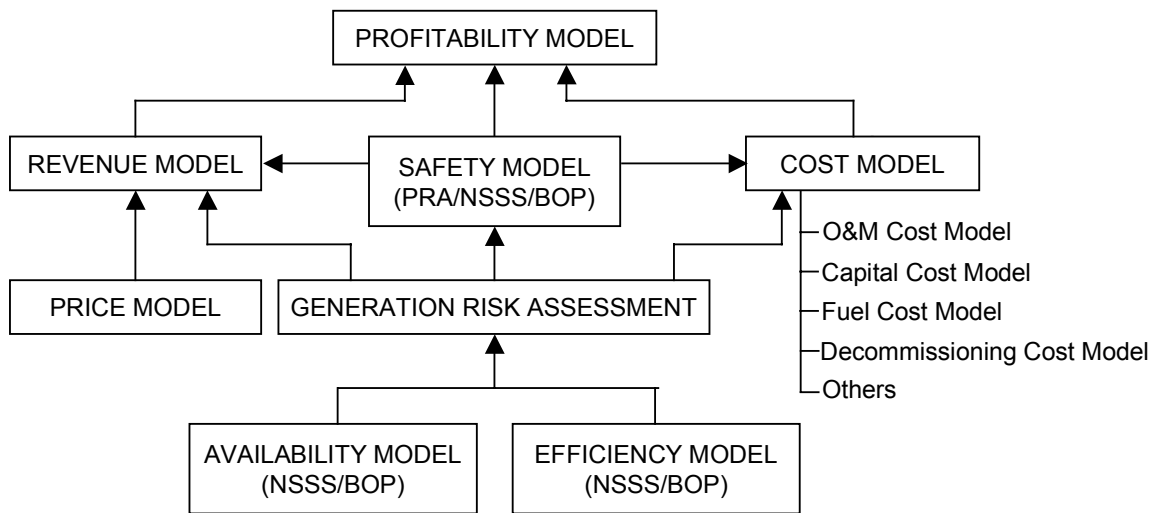 PROFITABILITY MODEL
REVENUE MODEL
SAFETY MODEL
(PRA/NSSS/BOP)
COST MODEL
O&M Cost Model
Capital Cost Model
Fuel Cost Model
Decommissioning Cost Model
Others
PRICE MODEL
GENERATION RISK ASSESSMENT
AVAILABILITY MODEL
(NSSS/BOP)
EFFICIENCY MODEL
(NSSS/BOP)